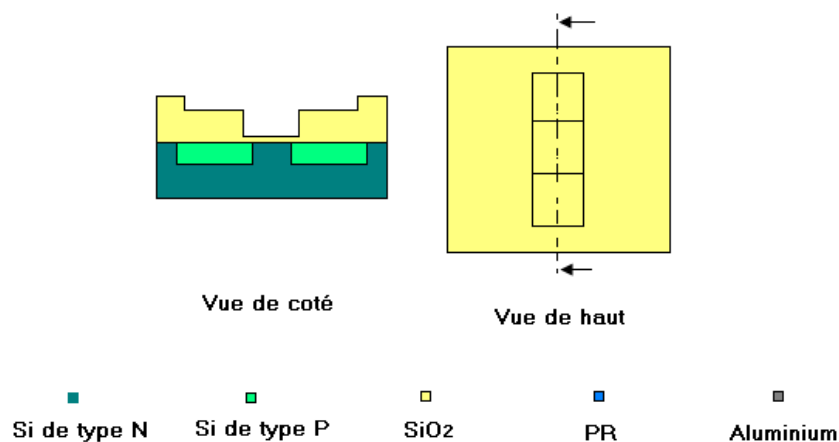 Vue de coté
Vue de haut
Si de type N
Si de type P
SiO2
PR
Aluminium